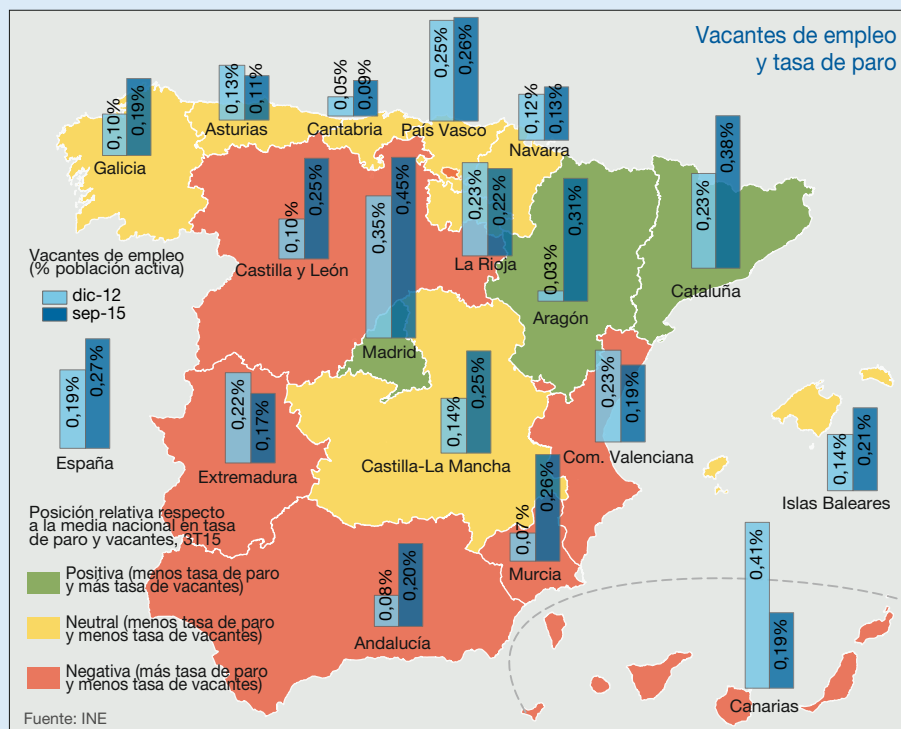 Vacantes de empleo
y tasa de paro
0,10%
0,19%
Galicia
0,13%
0,11%
Asturias
0,05%
0,09%
Cantabria
0,25%
0,26%
País Vasco
0,12%
0,13%
Navarra
0,10%
0,25%
Castilla y León
0,35%
0,45%
Madrid
0,23%
0,22%
La Rioja
0,03%
0,31%
Aragón
0,23%
0,38%
Cataluña
Vacantes de empleo
(% población activa)
dic-12
sep-15
0,19%
0,27%
España
0,22%
0,17%
Extremadura
0,14%
0,25%
Castilla-La Mancha
0,23%
0,19%
Com. Valenciana
0,14%
0,21%
Islas Baleares
0,07%
0,26%
Murcia
0,08%
0,20%
Andalucía
0,41%
0,19%
Canarias
Posición relativa respecto
a la media nacional en tasa
de paro y vacantes, 3T15
Positiva (menos tasa de paro
y más tasa de vacantes)
Neutral (menos tasa de paro
y menos tasa de vacantes)
Negativa (más tasa de paro
y menos tasa de vacantes)
Fuente: INE